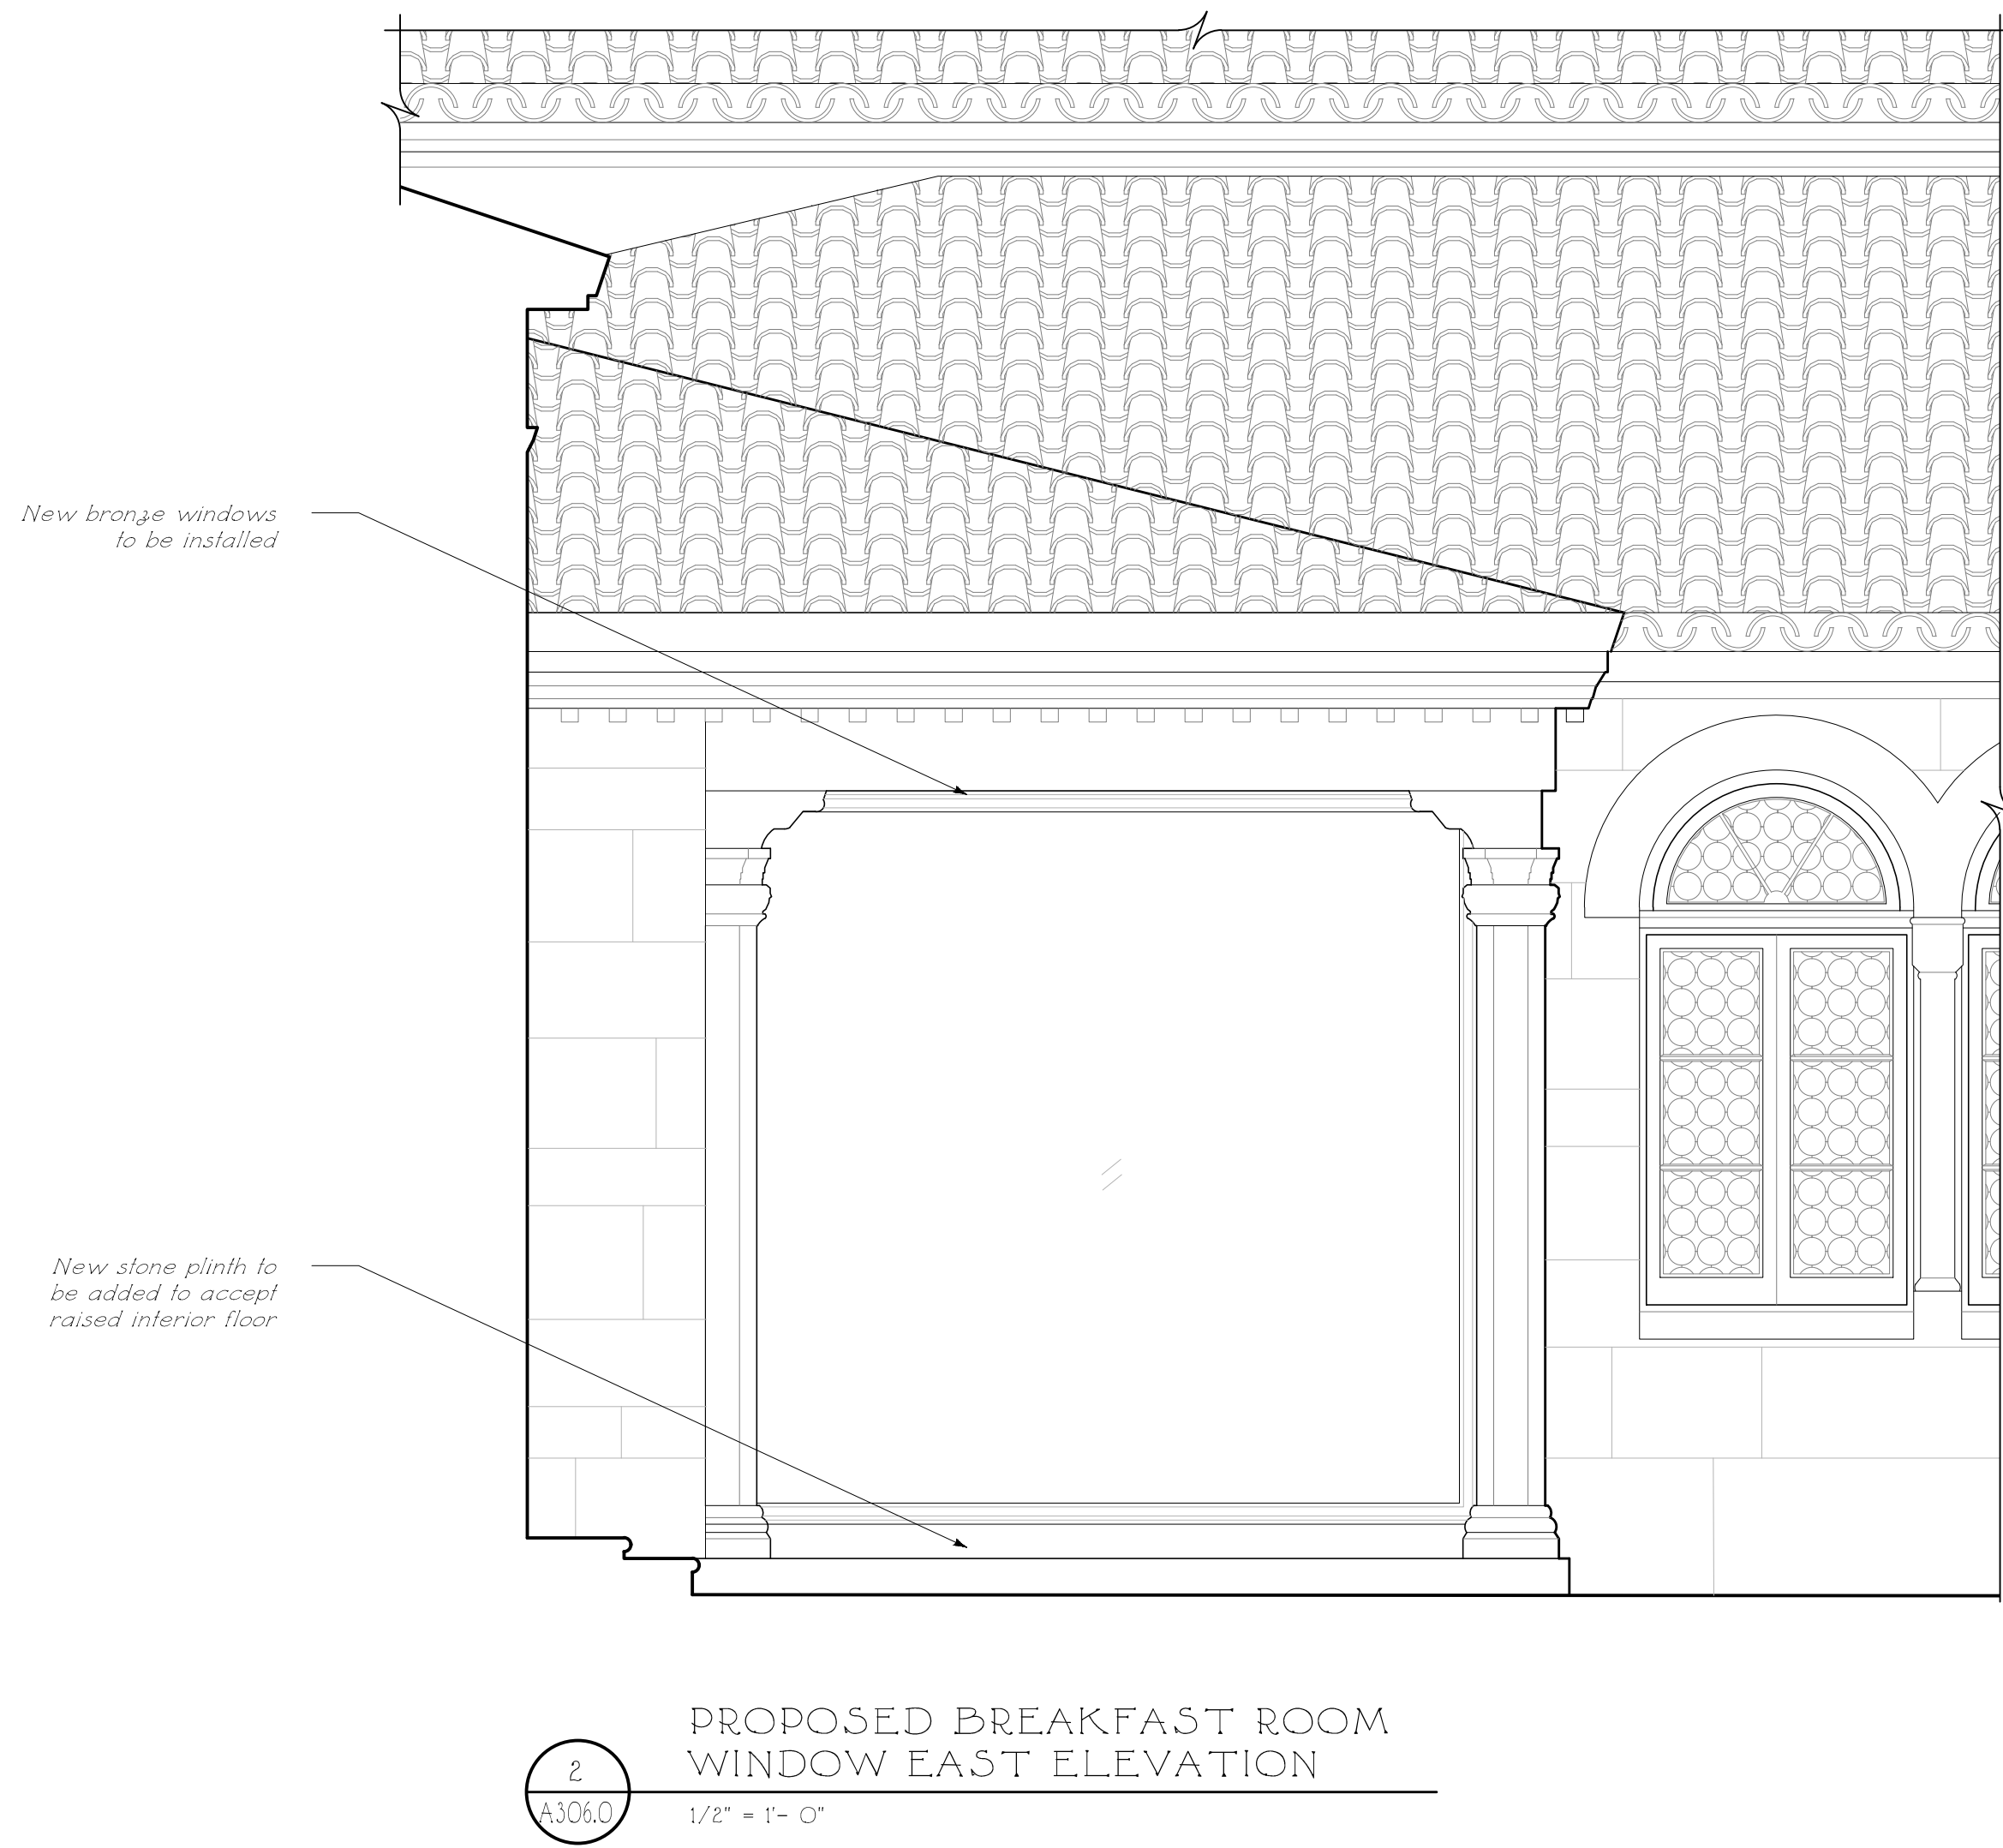 New bronze windows
to be installed
New stone plinth to
be added to accept
raised interior floor
PROPOSED BREAKFAST ROOM
WINDOW EAST ELEVATION
2
A306.0
1/2" = 1'- 0"